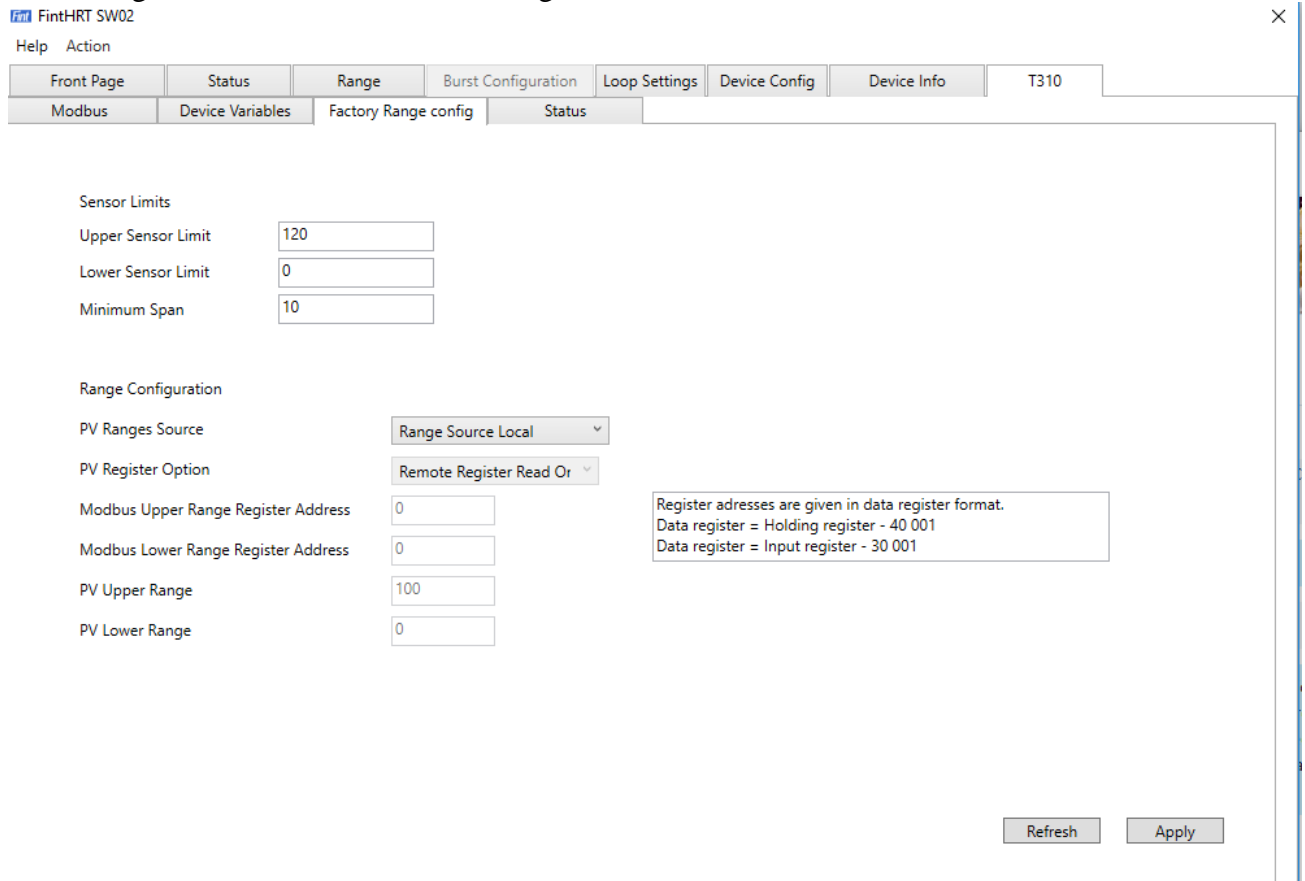 Fint FintHRT SW02
Help Action
Front Page Status Range Burst Configuration Loop Settings Device Config Device Info T310
Modbus Device Variables Factory Range config Status
Sensor Limits
Upper Sensor Limit 120
Lower Sensor Limit 0
Minimum Span 10
Range Configuration
PV Ranges Source Range Source Local
PV Register Option Remote Register Read Or
Modbus Upper Range Register Address 0
Modbus Lower Range Register Address 0
Register adresses are given in data register format.
Data register = Holding register - 40 001
Data register = Input register - 30 001
PV Upper Range 100
PV Lower Range 0
Refresh Apply